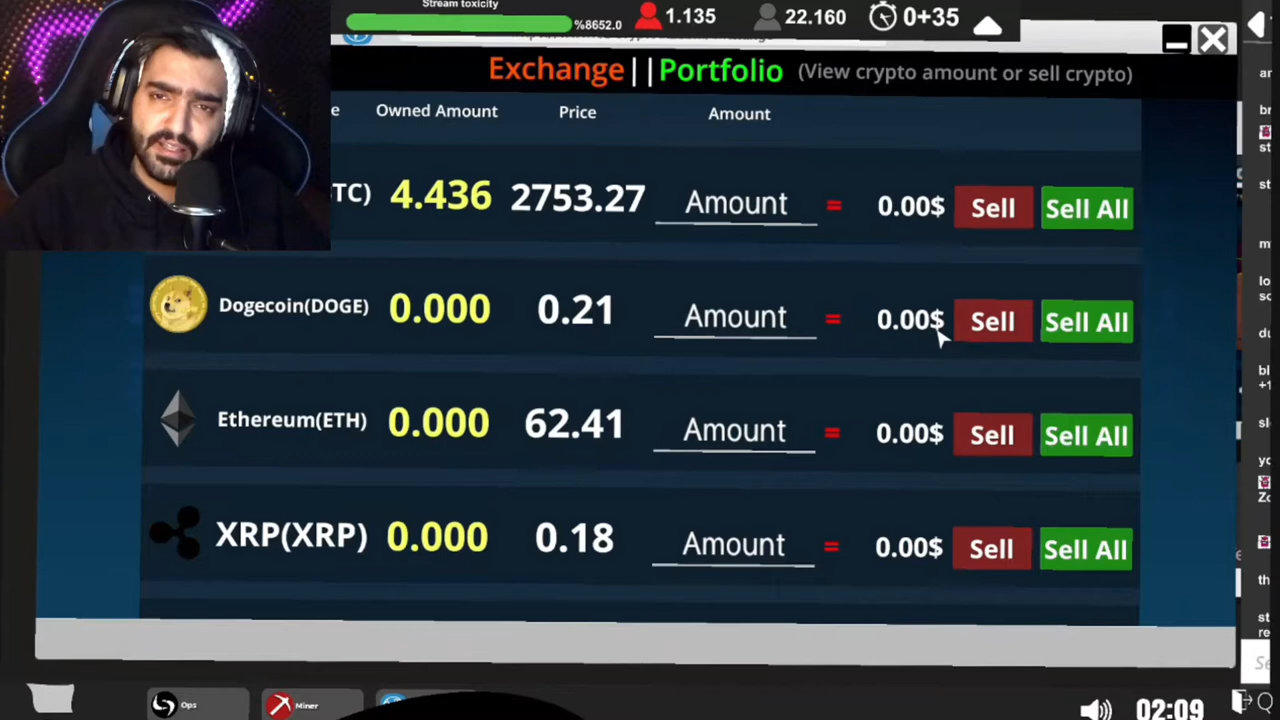 Stream toxicity
%8652.0
1.135
22.160
0+35
Exchange||Portfolio (View crypto amount or sell crypto)
Owned Amount Price Amount
TC) 4.436 2753.27 Amount = 0.00$ Sell Sell All
Dogecoin(DOGE) 0.000 0.21 Amount = 0.00$ Sell Sell All
Ethereum(ETH) 0.000 62.41 Amount = 0.00$ Sell Sell All
XRP(XRP) 0.000 0.18 Amount = 0.00$ Sell Sell All
Ops
Miner
02:09